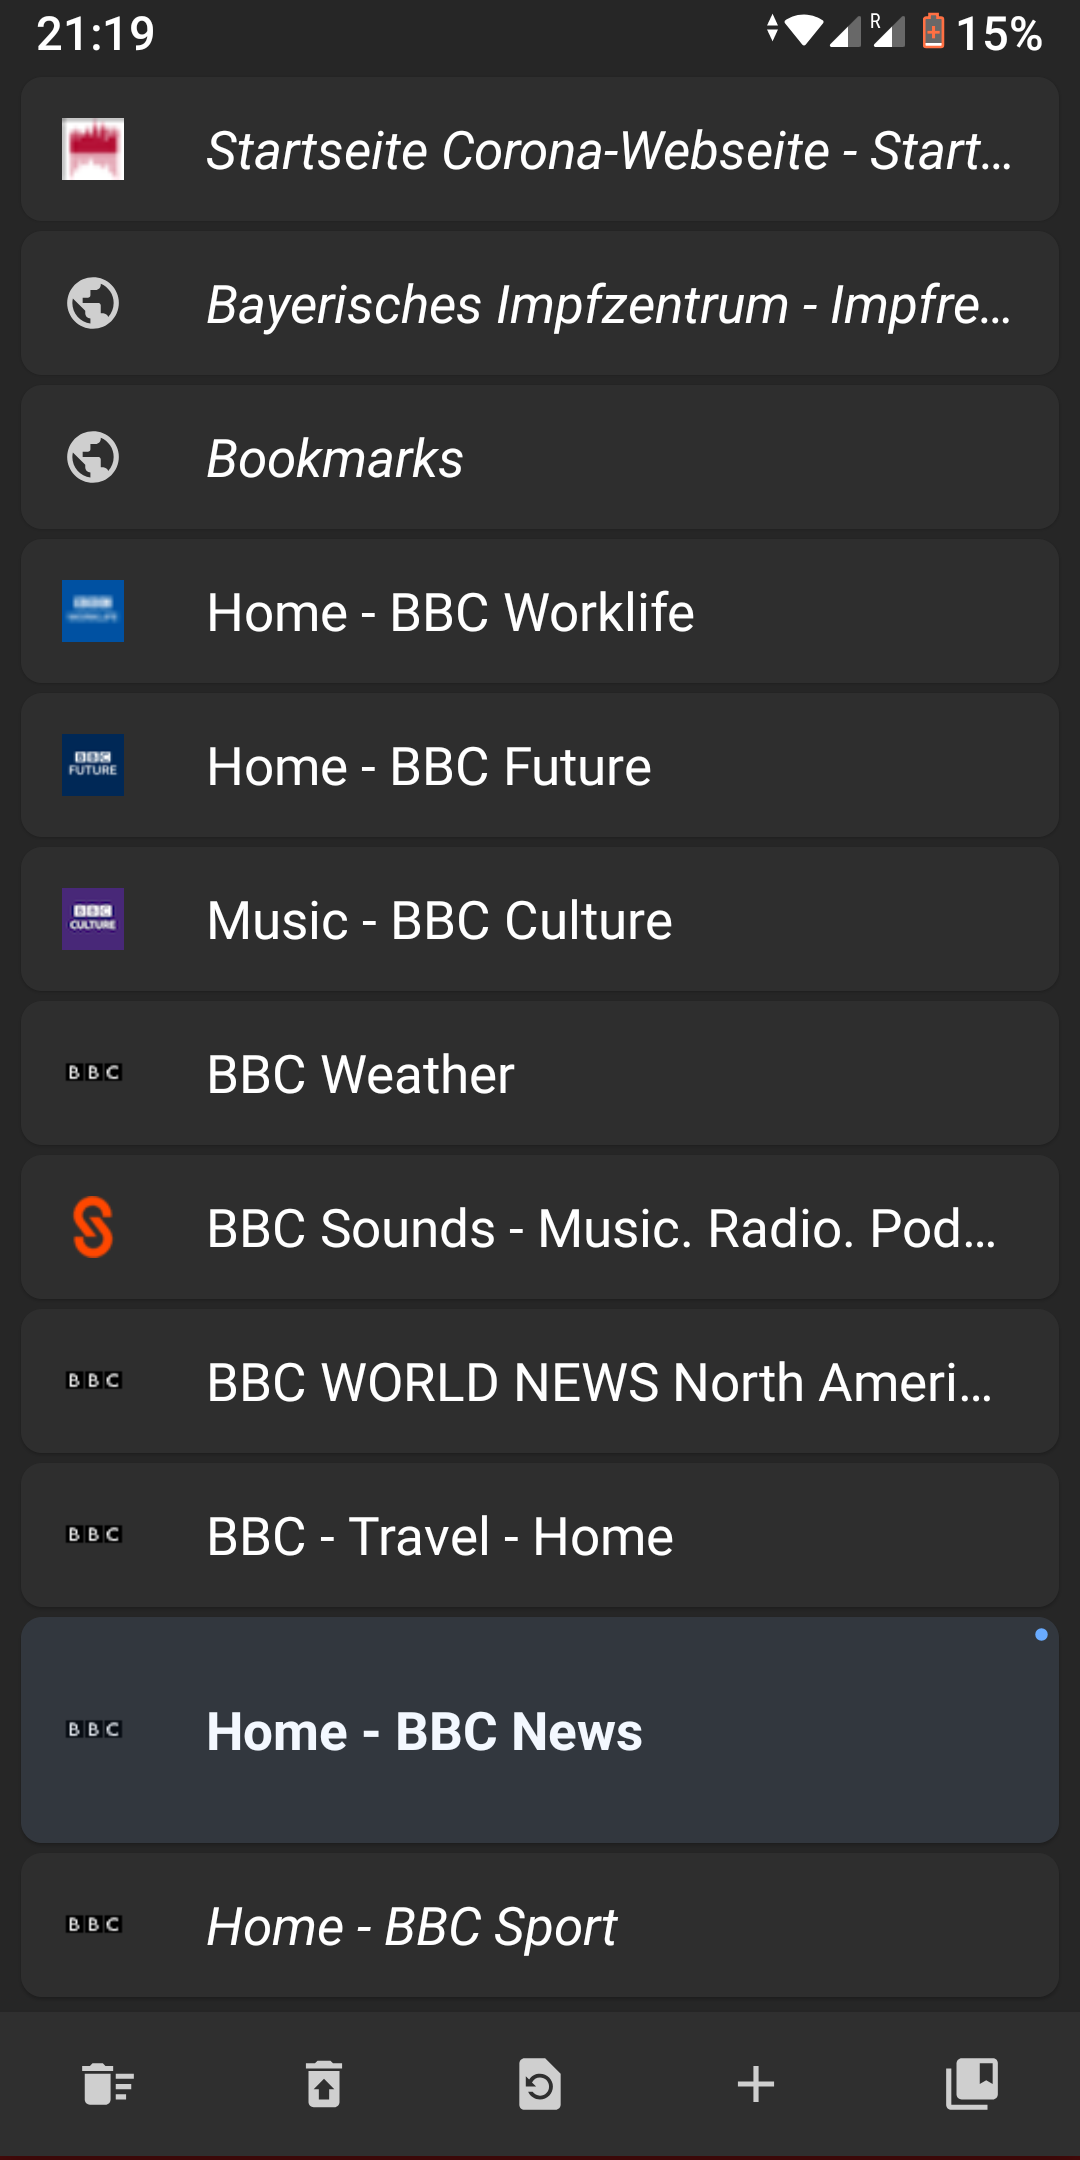 21:19 R 15%
Startseite Corona-Webseite - Start...
Bayerisches Impfzentrum - Impfre...
Bookmarks
BBC WORKLIFE Home - BBC Worklife
BBC FUTURE Home - BBC Future
BBC CULTURE Music - BBC Culture
BBC BBC Weather
BBC Sounds - Music. Radio. Pod...
BBC BBC WORLD NEWS North Ameri...
BBC BBC - Travel - Home
BBC Home - BBC News
BBC Home - BBC Sport